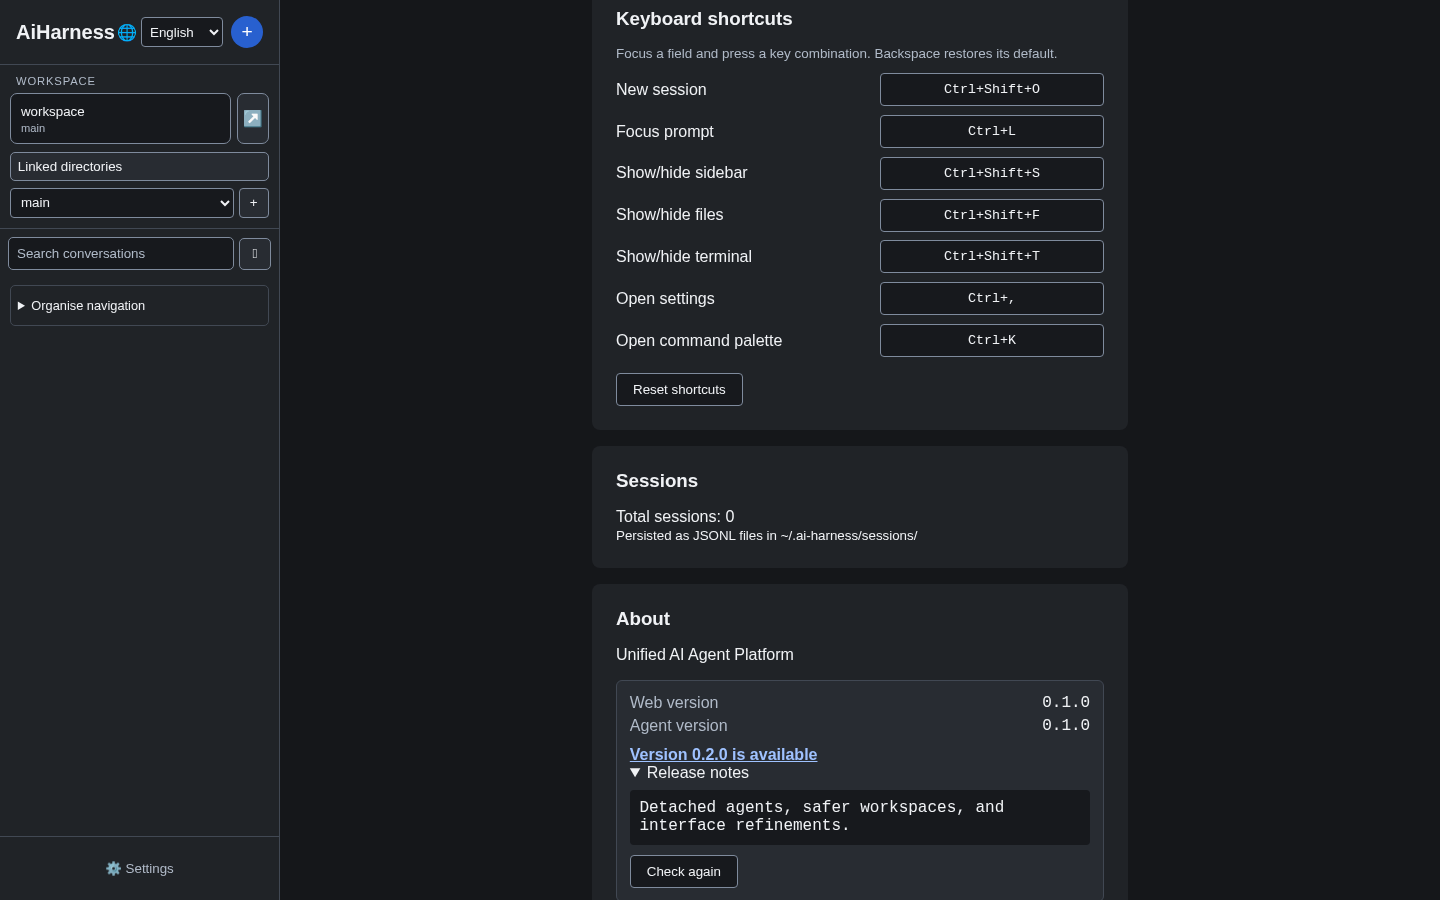 AiHarness
English
+
WORKSPACE
workspace
main
Linked directories
main
+
Search conversations
Organise navigation
Settings
Keyboard shortcuts
Focus a field and press a key combination. Backspace restores its default.
New session Ctrl+Shift+O
Focus prompt Ctrl+L
Show/hide sidebar Ctrl+Shift+S
Show/hide files Ctrl+Shift+F
Show/hide terminal Ctrl+Shift+T
Open settings Ctrl+,
Open command palette Ctrl+K
Reset shortcuts
Sessions
Total sessions: 0
Persisted as JSONL files in ~/.ai-harness/sessions/
About
Unified AI Agent Platform
Web version 0.1.0
Agent version 0.1.0
Version 0.2.0 is available
Release notes
Detached agents, safer workspaces, and
interface refinements.
Check again